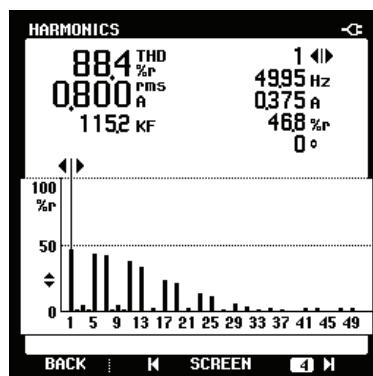 HARMONICS
88,4 THD %r
0,800 rms A
115,2 KF
1
49,95 Hz
0,375 A
46,8 %r
0 °
100
%r
50
0
1 5 9 13 17 21 25 29 33 37 41 45 49
BACK SCREEN 4